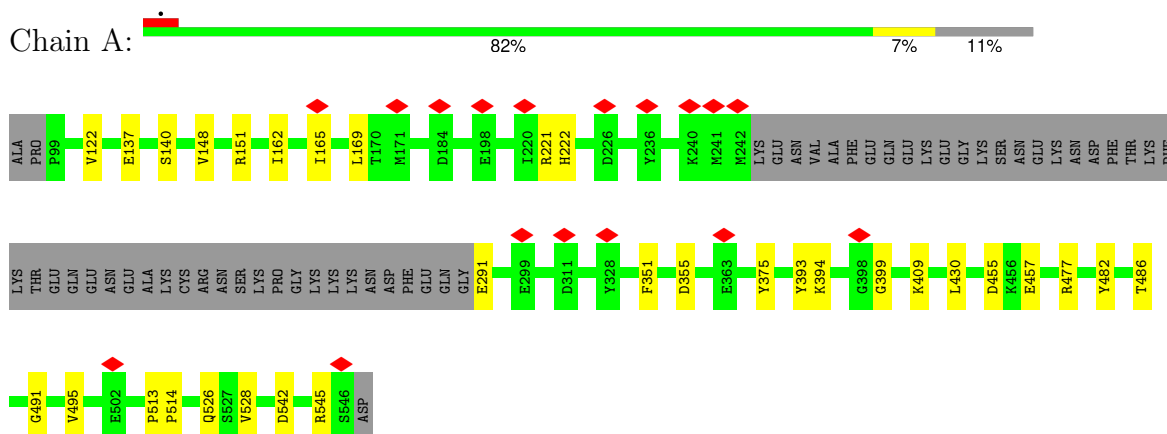 Chain A:
82% 7% 11%
ALA PRO P99 V122 E137 S140 V148 R151 I162 I165 L169 T170 M171 D184 E198 I220 R221 H222 D226 Y236 K240 M241 M242 LYS GLU ASN VAL ALA PHE GLU GLN GLU LYS GLU GLY LYS SER ASN GLU LYS ASN ASP PHE THR LYS PHE
LYS THR GLU GLN GLU ASN GLU ALA LYS CYS ARG ASN SER LYS PRO GLY LYS LYS LYS ASN ASP PHE GLU GLN GLY E291 E299 D311 Y328 F351 D355 E363 Y375 Y393 K394 G398 G399 K409 L430 D455 K456 E457 R477 Y482 T486
G491 V495 E502 P513 P514 Q526 S527 V528 D542 R545 S546 ASP